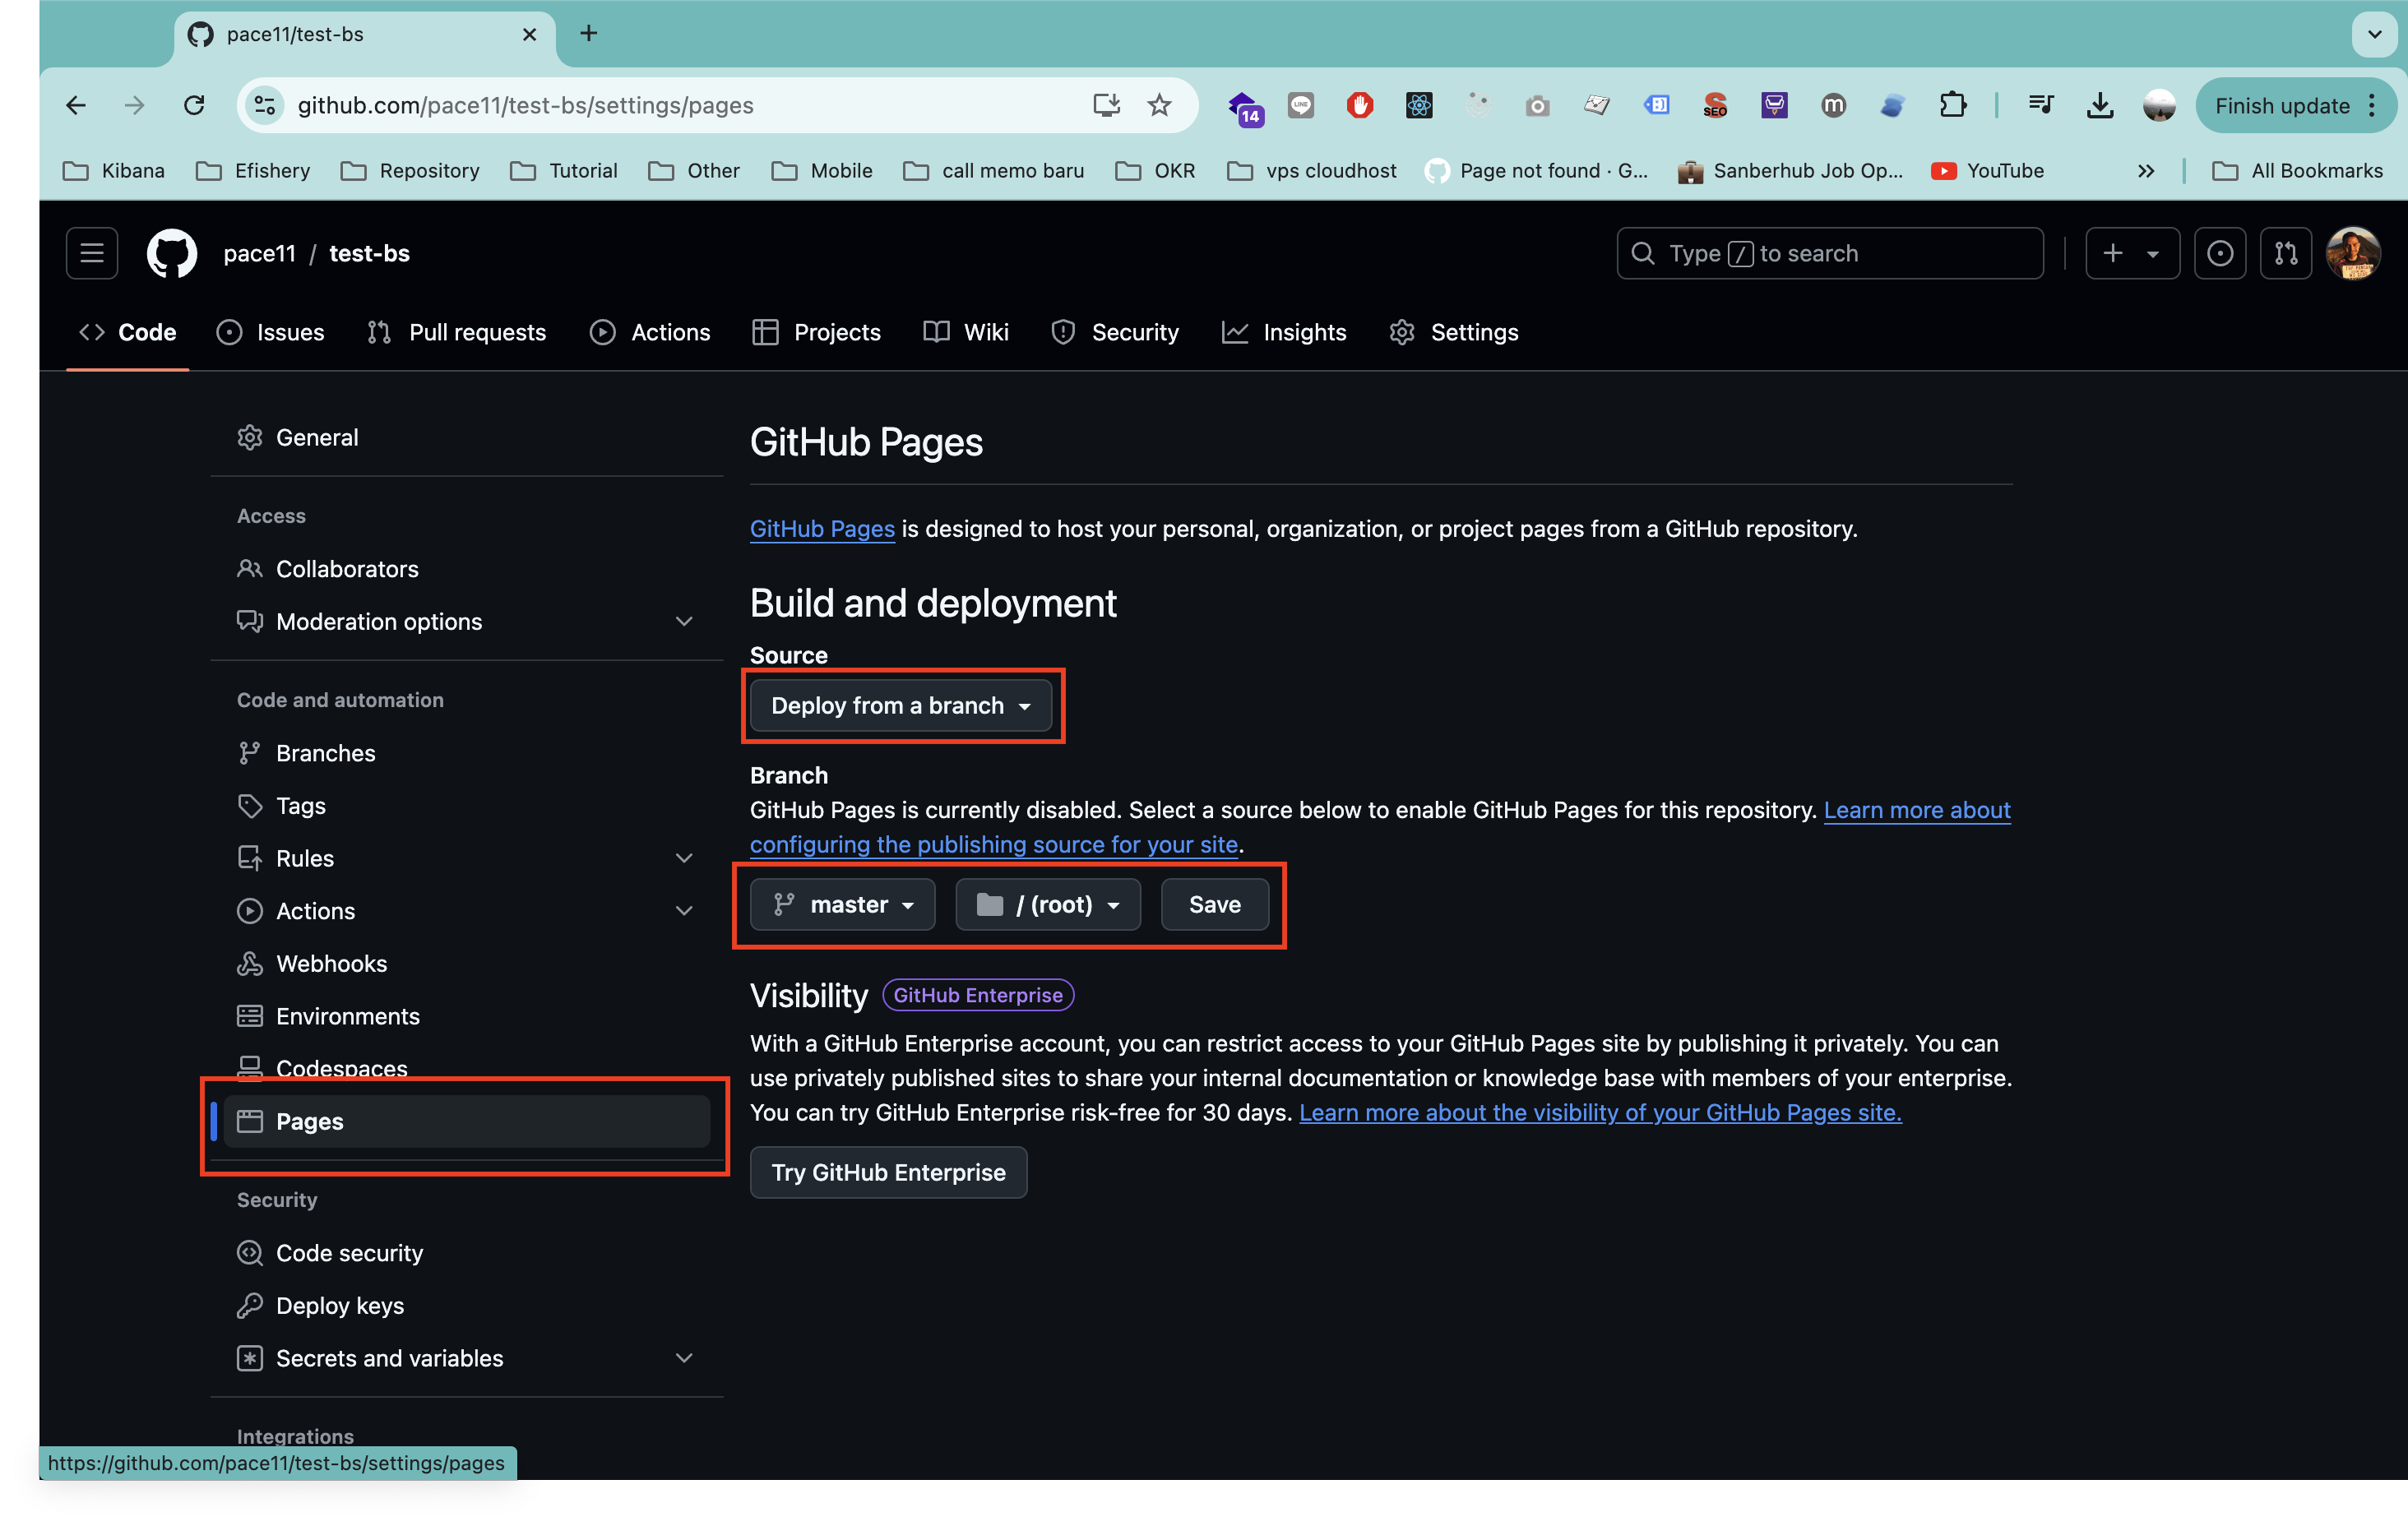 pace11/test-bs
github.com/pace11/test-bs/settings/pages
14
LINE
SEO
m
Finish update
Kibana
Efishery
Repository
Tutorial
Other
Mobile
call memo baru
OKR
vps cloudhost
Page not found · G...
Sanberhub Job Op...
YouTube
All Bookmarks
pace11 / test-bs
Type / to search
Code
Issues
Pull requests
Actions
Projects
Wiki
Security
Insights
Settings
General
Access
Collaborators
Moderation options
Code and automation
Branches
Tags
Rules
Actions
Webhooks
Environments
Codespaces
Pages
Security
Code security
Deploy keys
Secrets and variables
Integrations
GitHub Pages
GitHub Pages is designed to host your personal, organization, or project pages from a GitHub repository.
Build and deployment
Source
Deploy from a branch
Branch
GitHub Pages is currently disabled. Select a source below to enable GitHub Pages for this repository. Learn more about
configuring the publishing source for your site.
master
/ (root)
Save
Visibility GitHub Enterprise
With a GitHub Enterprise account, you can restrict access to your GitHub Pages site by publishing it privately. You can
use privately published sites to share your internal documentation or knowledge base with members of your enterprise.
You can try GitHub Enterprise risk-free for 30 days. Learn more about the visibility of your GitHub Pages site.
Try GitHub Enterprise
https://github.com/pace11/test-bs/settings/pages